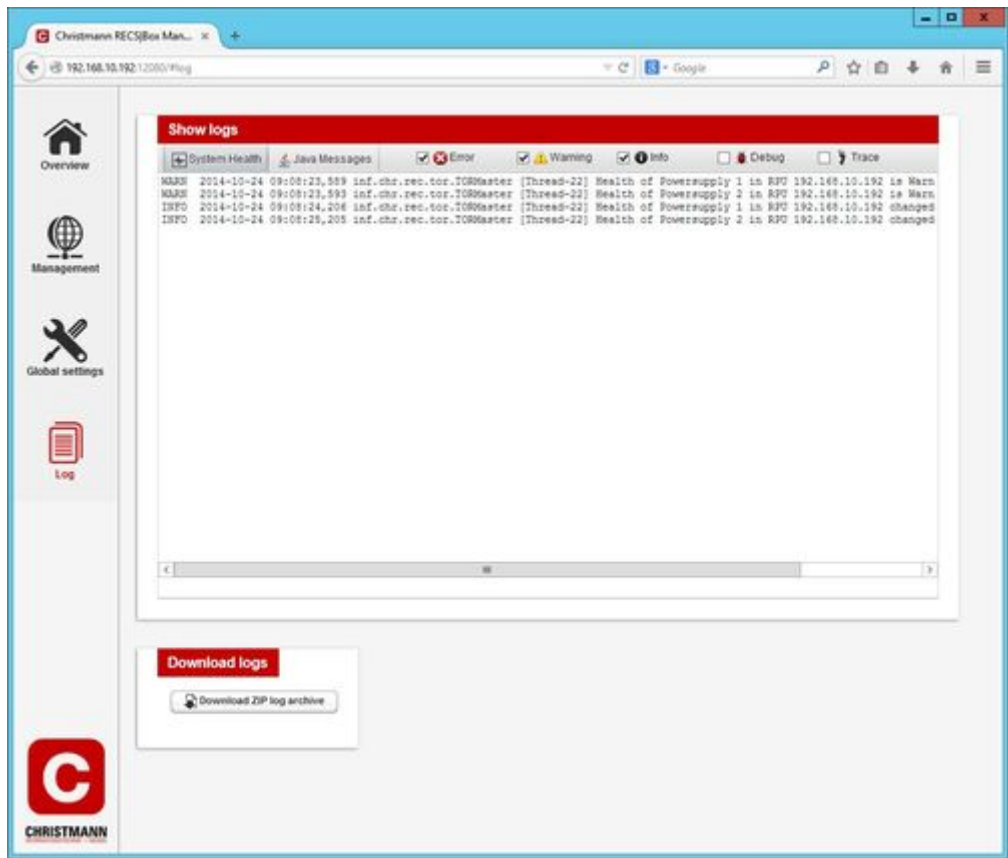 Christmann RECS|Box Man...
192.168.10.192:12080/#log
Google
Overview
Management
Global settings
Log
Show logs
System Health Java Messages Error Warning Info Debug Trace
WARN 2014-10-24 09:08:23,589 inf.chr.rec.tor.TORMaster [Thread-22] Health of Powersupply 1 in RPU 192.168.10.192 is Warn
WARN 2014-10-24 09:08:23,593 inf.chr.rec.tor.TORMaster [Thread-22] Health of Powersupply 2 in RPU 192.168.10.192 is Warn
INFO 2014-10-24 09:08:24,206 inf.chr.rec.tor.TORMaster [Thread-22] Health of Powersupply 1 in RPU 192.168.10.192 changed
INFO 2014-10-24 09:08:25,205 inf.chr.rec.tor.TORMaster [Thread-22] Health of Powersupply 2 in RPU 192.168.10.192 changed
Download logs
Download ZIP log archive
C
CHRISTMANN